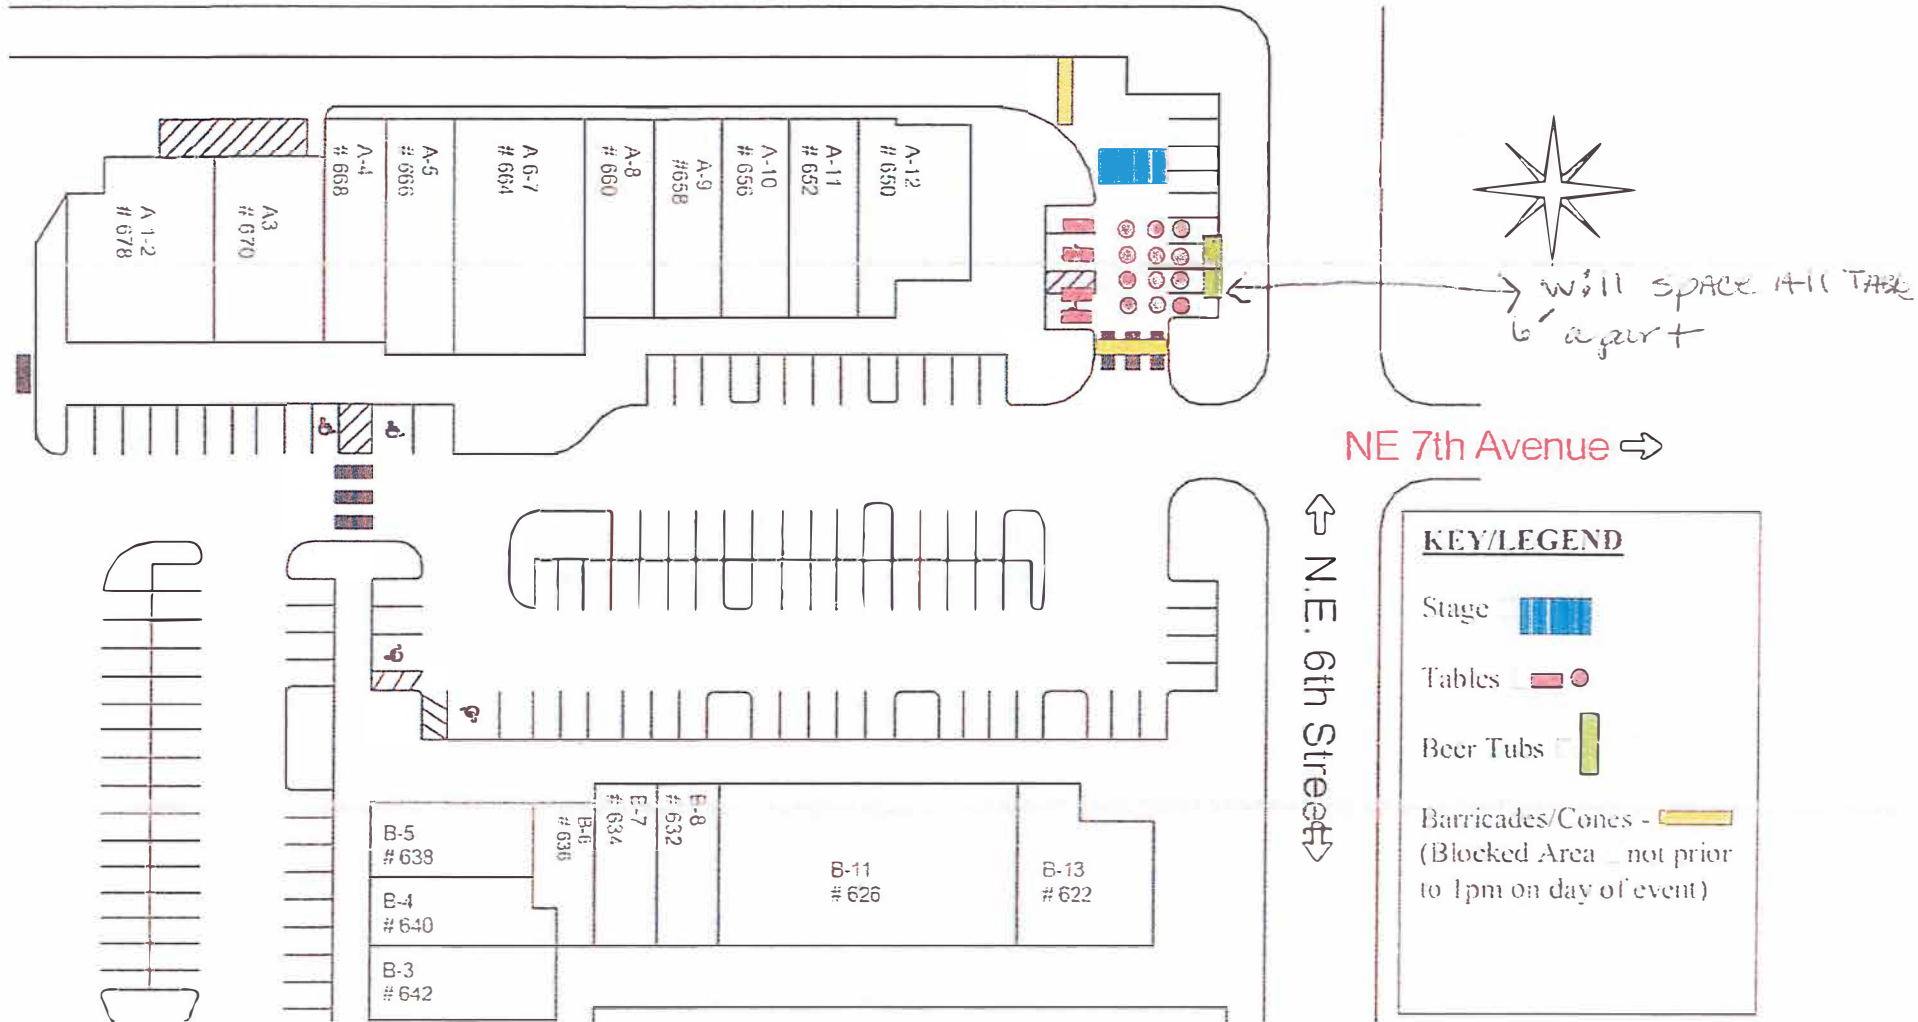 A 1-2
# 678
A3
# 670
A-4
# 668
A-5
# 666
A 6-7
# 664
A-8
# 660
A-9
#658
A-10
# 656
A-11
# 652
A-12
# 650
will space All Table
6' apart
NE 7th Avenue
N.E. 6th Street
KEY/LEGEND
Stage
Tables
Beer Tubs
Barricades/Cones -
(Blocked Area not prior
to 1pm on day of event)
B-5
# 638
B-4
# 640
B-3
# 642
B-6
# 636
B-7
# 634
B-8
# 632
B-11
# 626
B-13
# 622